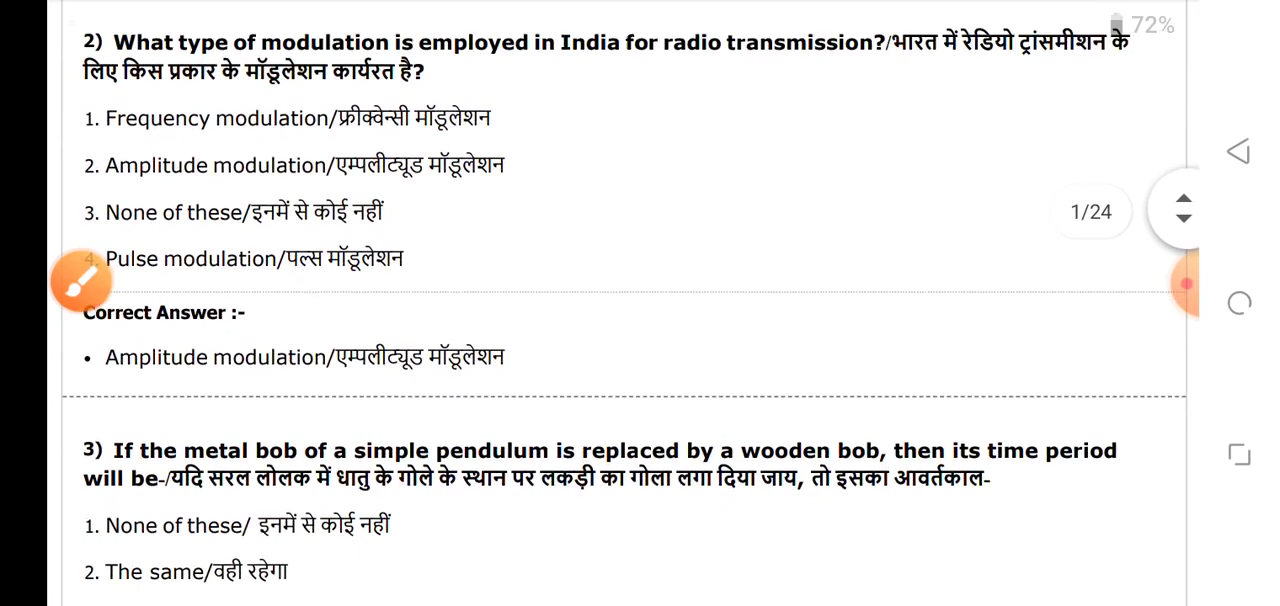 72%
2) What type of modulation is employed in India for radio transmission?/भारत में रेडियो ट्रांसमीशन के
लिए किस प्रकार के मॉडूलेशन कार्यरत है?
1. Frequency modulation/फ्रीक्वेन्सी मॉडूलेशन
2. Amplitude modulation/एम्पलीट्यूड मॉडूलेशन
3. None of these/इनमें से कोई नहीं
1/24
4. Pulse modulation/पल्स मॉडूलेशन
Correct Answer :-
• Amplitude modulation/एम्पलीट्यूड मॉडूलेशन
3) If the metal bob of a simple pendulum is replaced by a wooden bob, then its time period
will be-/यदि सरल लोलक में धातु के गोले के स्थान पर लकड़ी का गोला लगा दिया जाय, तो इसका आवर्तकाल-
1. None of these/ इनमें से कोई नहीं
2. The same/वही रहेगा